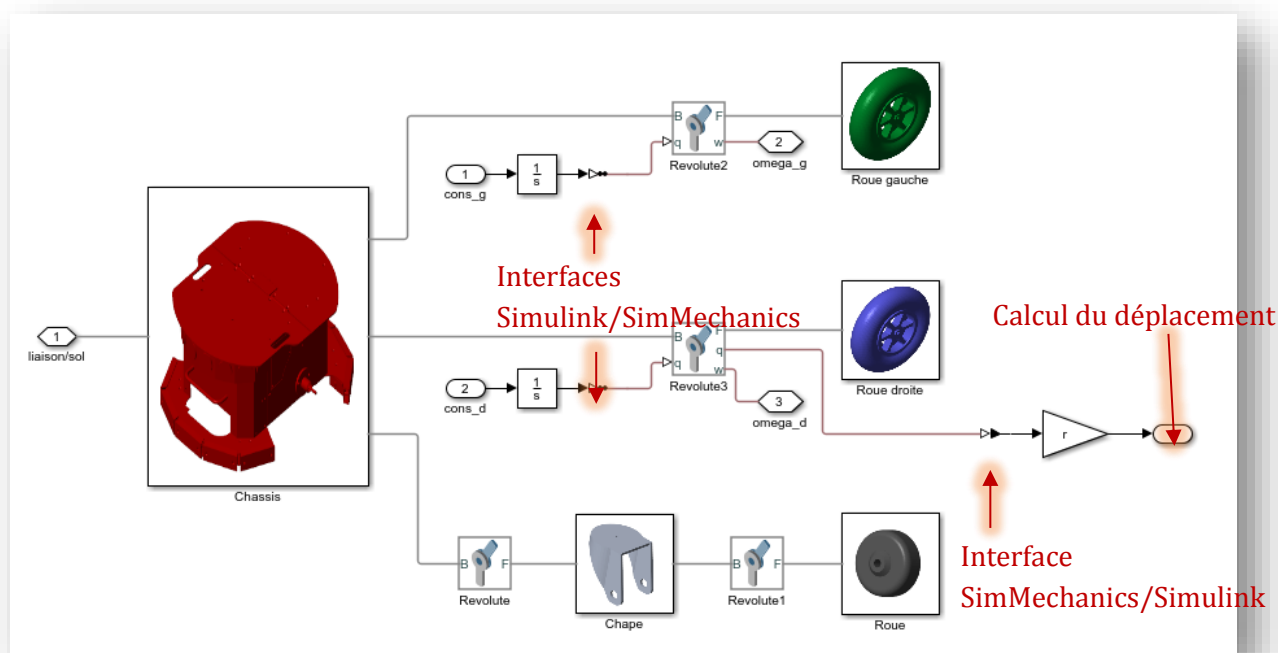 B
F
q
w
Revolute2
2
omega_g
Roue gauche
1
cons_g
1
s
Interfaces
Simulink/SimMechanics
1
liaison/sol
Chassis
B
F
q
q
w
Revolute3
2
cons_d
1
s
3
omega_d
Roue droite
Calcul du déplacement
r
Interface
SimMechanics/Simulink
B
F
Revolute
Chape
B
F
Revolute1
Roue